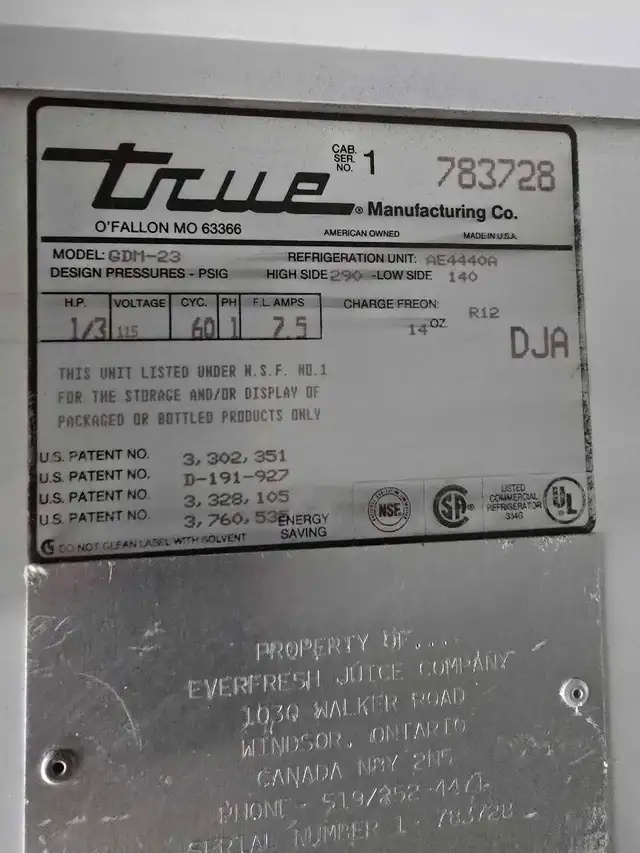 true® Manufacturing Co.
CAB. SER. NO. 1 783728
O'FALLON MO 63366 AMERICAN OWNED MADE IN U.S.A.
MODEL: GDM-23 REFRIGERATION UNIT: AE4440A
DESIGN PRESSURES - PSIG HIGH SIDE 290 -LOW SIDE 140
H.P. VOLTAGE CYC. PH F.L. AMPS CHARGE FREON: R12
1/3 115 60 1 7.5 14 OZ.
DJA
THIS UNIT LISTED UNDER N.S.F. NO.1
FOR THE STORAGE AND/OR DISPLAY OF
PACKAGED OR BOTTLED PRODUCTS ONLY
U.S. PATENT NO. 3,302,351
U.S. PATENT NO. D-191-927
U.S. PATENT NO. 3,328,105
U.S. PATENT NO. 3,760,535
ENERGY SAVING
NSF
SA®
LISTED COMMERCIAL REFRIGERATOR 334G
UL
DO NOT CLEAN LABEL WITH SOLVENT
PROPERTY OF....
EVERFRESH JUICE COMPANY
1030 WALKER ROAD
WINDSOR, ONTARIO
CANADA N8Y 2N5
PHONE - 519/252-4471
SERIAL NUMBER 1 - 783728